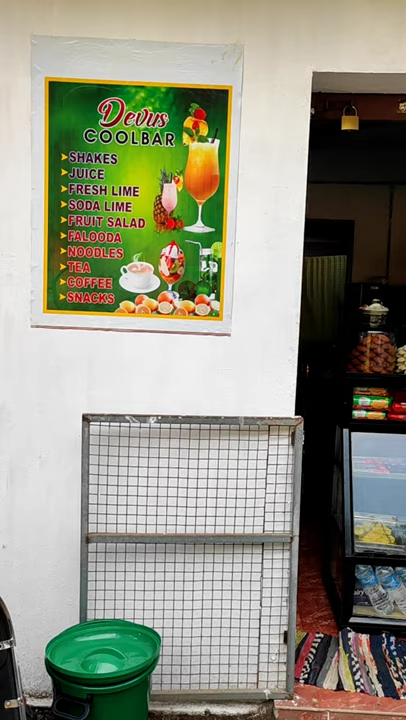 Devus
COOLBAR
➤SHAKES
➤JUICE
➤FRESH LIME
➤SODA LIME
➤FRUIT SALAD
➤FALOODA
➤NOODLES
➤TEA
➤COFFEE
➤SNACKS